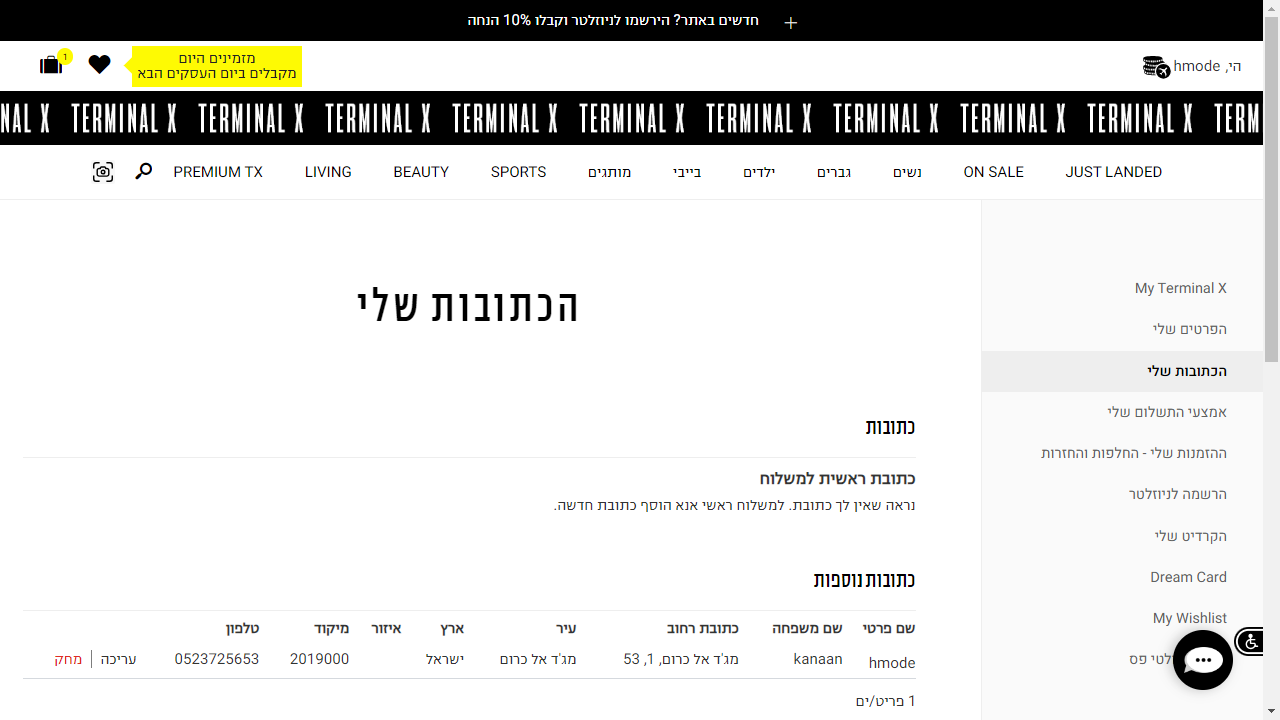 חדשים באתר? הירשמו לניוזלטר וקבלו 10% הנחה
הי, hmode
מזמינים היום
מקבלים ביום העסקים הבא
1
TERMINAL X TERMINAL X TERMINAL X TERMINAL X TERMINAL X TERMINAL X TERMINAL X TERMINAL X TERMINAL X
JUST LANDED
ON SALE
נשים
גברים
ילדים
בייבי
מותגים
SPORTS
BEAUTY
LIVING
PREMIUM TX
My Terminal X
הפרטים שלי
הכתובות שלי
אמצעי התשלום שלי
ההזמנות שלי - החלפות והחזרות
הרשמה לניוזלטר
הקרדיט שלי
Dream Card
My Wishlist
פס
הכתובות שלי
כתובות
כתובת ראשית למשלוח
נראה שאין לך כתובת. למשלוח ראשי אנא הוסף כתובת חדשה.
כתובות נוספות
שם פרטי שם משפחה כתובת רחוב עיר ארץ איזור מיקוד טלפון
hmode kanaan מג'ד אל כרום, 1, 53 מג'ד אל כרום ישראל 2019000 0523725653 עריכה מחק
1 פריט/ים